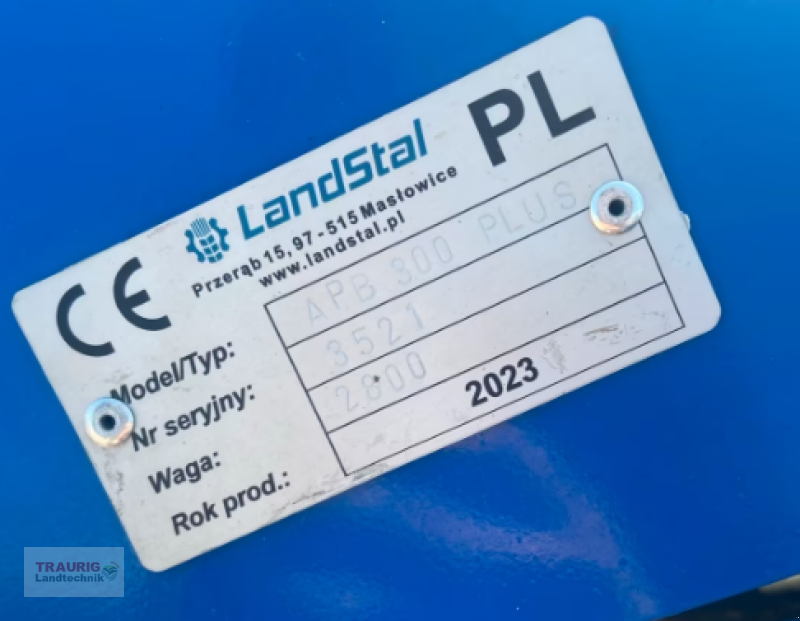 LandStal
PL
Przerąb 15, 97-515 Masłowice
www.landstal.pl
CE
Model/Typ: APB 300 PLUS
Nr seryjny: 3521
Waga: 2800
Rok prod.: 2023
TRAURIG
Landtechnik